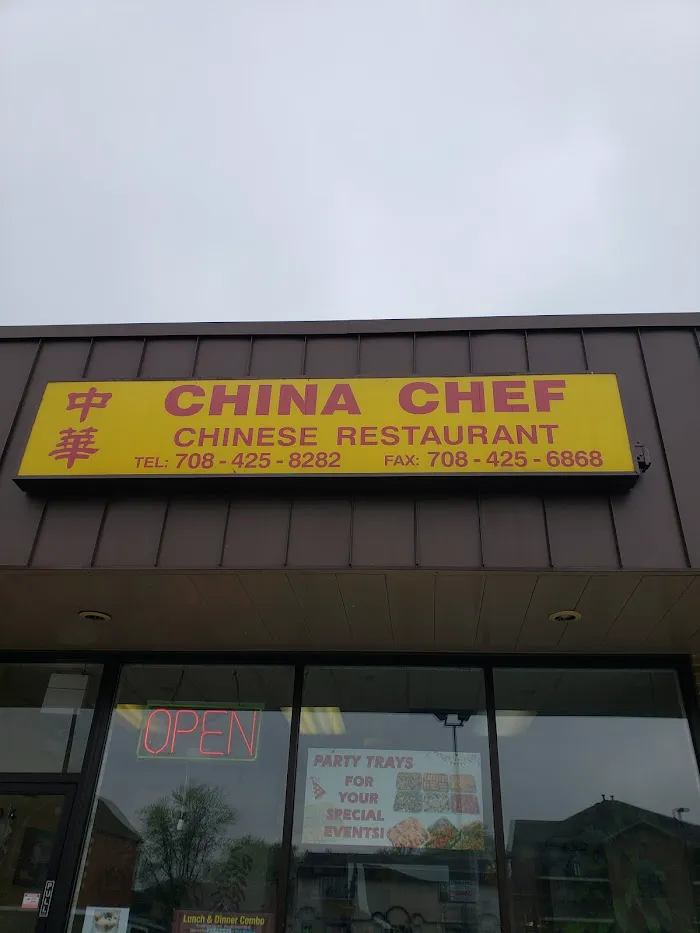 中華
CHINA CHEF
CHINESE RESTAURANT
TEL: 708-425-8282 FAX: 708-425-6868
OPEN
PARTY TRAYS
FOR
YOUR
SPECIAL
EVENTS!
Lunch & Dinner Combo
PULL